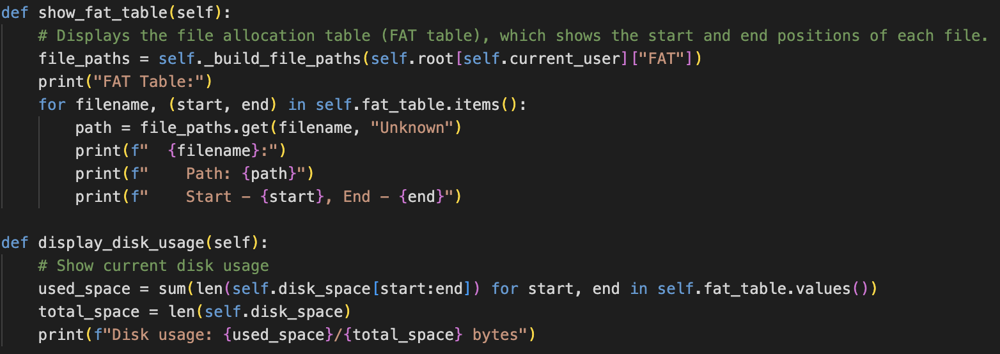 def show_fat_table(self):
    # Displays the file allocation table (FAT table), which shows the start and end positions of each file.
    file_paths = self._build_file_paths(self.root[self.current_user]["FAT"])
    print("FAT Table:")
    for filename, (start, end) in self.fat_table.items():
        path = file_paths.get(filename, "Unknown")
        print(f"  {filename}:")
        print(f"    Path: {path}")
        print(f"    Start – {start}, End – {end}")

def display_disk_usage(self):
    # Show current disk usage
    used_space = sum(len(self.disk_space[start:end]) for start, end in self.fat_table.values())
    total_space = len(self.disk_space)
    print(f"Disk usage: {used_space}/{total_space} bytes")